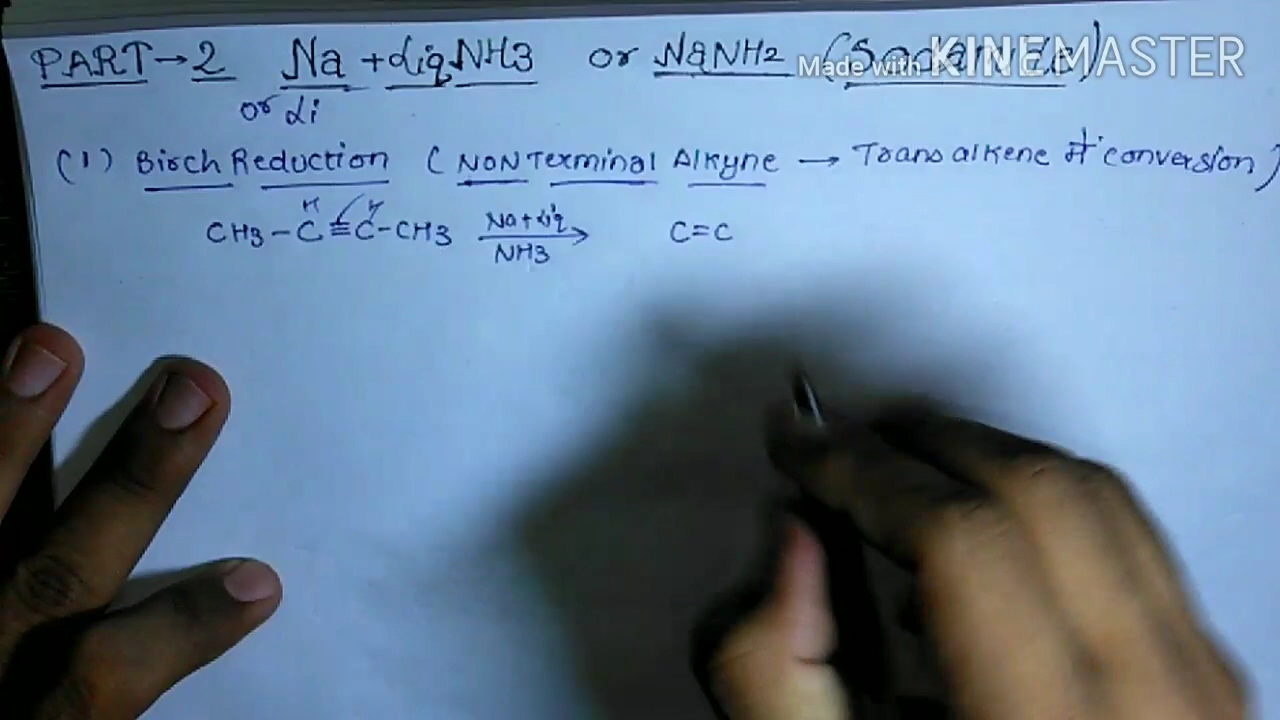 PART → 2 Na + Liq NH3 or NaNH2 (Sodamide)
or Li
Made with KINEMASTER
(1) Birch Reduction (NON Terminal Alkyne → Trans alkene में conversion)
H H
CH3 - C ≡ C - CH3 Na + Liq NH3 → C = C